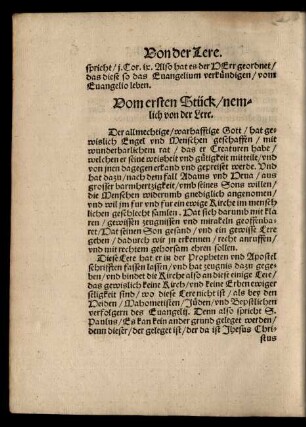 Von der Lere.
spricht / j. Cor. ix. Also hat es der HErr geordnet /
das diese so das Euangelium verkündigen / vom
Euangelio leben.
Vom ersten Stück / nem-
lich von der Lere.
Der allmechtige / warhafftige Gott / hat ge-
wislich Engel vnd Menschen geschaffen / mit
wunderbarlichem rat / das er Creaturen habe /
welchen er seine weisheit vnd gütigkeit mitteile / vnd
von jnen dagegen erkand vnd gepreiset werde. Vnd
hat dazu / nach dem fall Adams vnd Heua / aus
grosser barmhertzigkeit / vmb seines Sons willen /
die Menschen widerumb gnediglich angenomen /
vnd wil jm fur vnd fur ein ewige Kirche im mensch
lichen geschlecht samlen. Hat sich darumb mit kla
ren / gewissen zeugnissen vnd mirakeln geoffenba-
ret / Hat seinen Son gesand / vnd ein gewisse Lere
geben / dadurch wir jn erkennen / recht anruffen /
vnd mit rechtem gehorsam ehren sollen.
Diese Lere hat er in der Propheten vnd Apostel
schrifften fassen lassen / vnd hat zeugnis dazu gege-
ben / vnd bindet die Kirche also an diese einige Lere /
das gewislich keine Kirch / vnd keine Erben ewiger
seligkeit sind / wo diese Lere nicht ist / als bey den
Heiden / Mahometisten / Jüden / vnd Bepstlichen
verfolgern des Euangelij. Denn also spricht S.
Paulus / Es kan kein ander grund geleget werden /
denn dieser / der geleget ist / der da ist Jhesus Chri-
stus